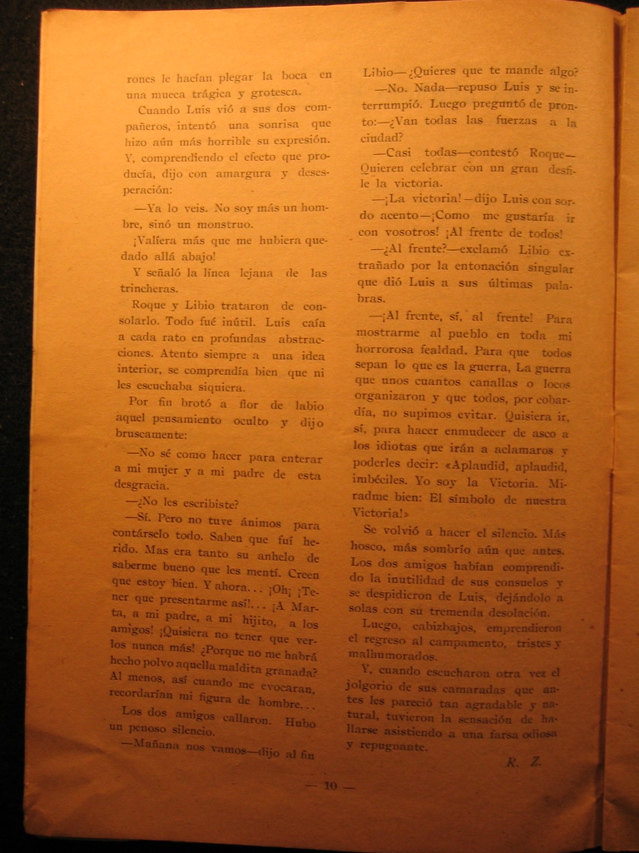 rones le hacían plegar la boca en
una mueca trágica y grotesca.
Cuando Luis vió a sus dos com-
pañeros, intentó una sonrisa que
hizo aún más horrible su expresión.
Y, comprendiendo el efecto que pro-
ducía, dijo con amargura y deses-
peración:
—Ya lo veis. No soy más un hom-
bre, sinó un monstruo.
¡Valiera más que me hubiera que-
dado allá abajo!
Y señaló la línea lejana de las
trincheras.
Roque y Libio trataron de con-
solarlo. Todo fué inútil. Luis caía
a cada rato en profundas abstrac-
ciones. Atento siempre a una idea
interior, se comprendía bien que ni
les escuchaba siquiera.
Por fin brotó a flor de labio
aquel pensamiento oculto y dijo
bruscamente:
—No sé como hacer para enterar
a mi mujer y a mi padre de esta
desgracia.
—¿No les escribiste?
—Sí. Pero no tuve ánimos para
contárselo todo. Saben que fuí he-
rido. Mas era tanto su anhelo de
saberme bueno que les mentí. Creen
que estoy bien. Y ahora... ¡Oh¡ ¡Te-
ner que presentarme así!... ¡A Mar-
ta, a mi padre, a mi hijito, a los
amigos! ¡Quisiera no tener que ver-
los nunca más! ¿Porque no me habrá
hecho polvo aquella maldita granada?
Al menos, así cuando me evocaran,
recordarían mi figura de hombre...
Los dos amigos callaron. Hubo
un penoso silencio.
—Mañana nos vamos—dijo al fin
Libio—¿Quieres que te mande algo?
—No. Nada—repuso Luis y se in-
terrumpió. Luego preguntó de pron-
to:—¿Van todas las fuerzas a la
ciudad?
—Casi todas—contestó Roque—
Quieren celebrar con un gran desfi-
le la victoria.
—¡La victoria!—dijo Luis con sor-
do acento—¡Como me gustaría ir
con vosotros! ¡Al frente de todos!
—¿Al frente?—exclamó Libio ex-
trañado por la entonación singular
que dió Luis a sus últimas pala-
bras.
—¡Al frente, sí, al frente! Para
mostrarme al pueblo en toda mi
horrorosa fealdad. Para que todos
sepan lo que es la guerra, La guerra
que unos cuantos canallas o locos
organizaron y que todos, por cobar-
día, no supimos evitar. Quisiera ir,
sí, para hacer enmudecer de asco a
los idiotas que irán a aclamaros y
poderles decir: «Aplaudid, aplaudid,
imbéciles. Yo soy la Victoria. Mi-
radme bien: El símbolo de nuestra
Victoria!»
Se volvió a hacer el silencio. Más
hosco, más sombrío aún que antes.
Los dos amigos habían comprendi-
do la inutilidad de sus consuelos y
se despidieron de Luis, dejándolo a
solas con su tremenda desolación.
Luego, cabizbajos, emprendieron
el regreso al campamento, tristes y
malhumorados.
Y, cuando escucharon otra vez el
jolgorio de sus camaradas que an-
tes les pareció tan agradable y na-
tural, tuvieron la sensación de ha-
llarse asistiendo a una farsa odiosa
y repugnante.
R. Z.
— 10 —